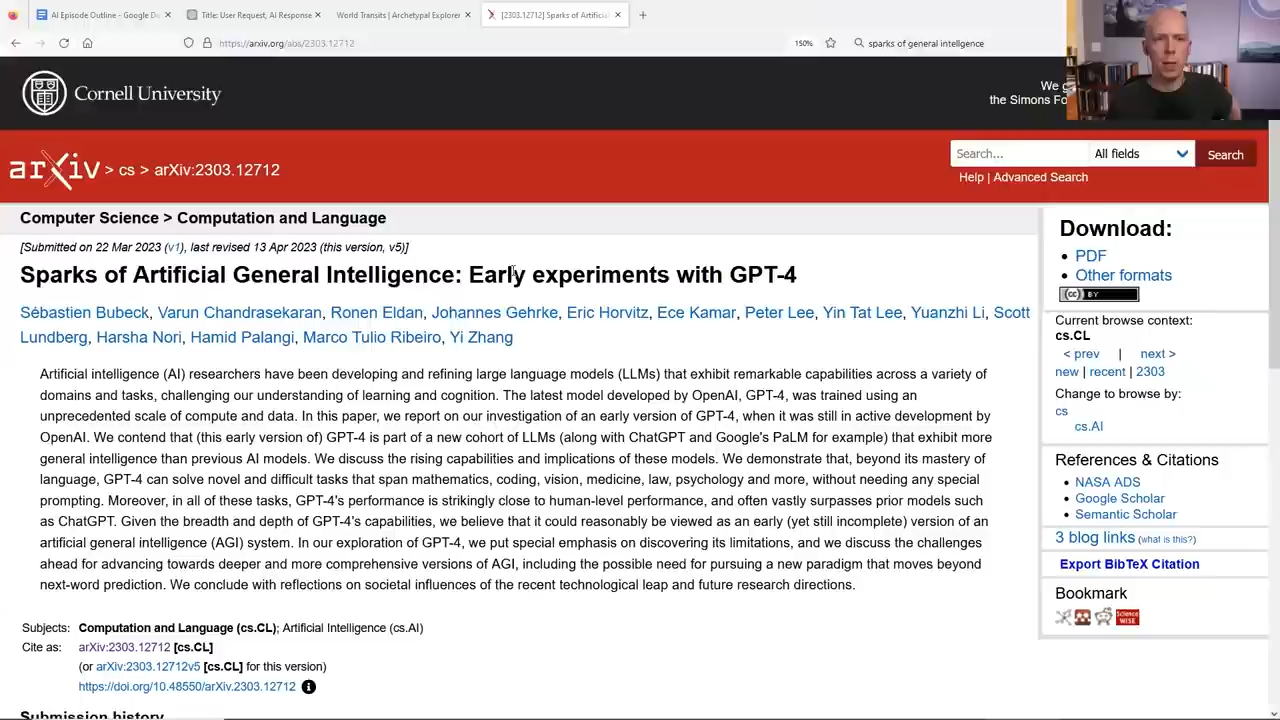 AI Episode Outline - Google Do
Title: User Request, AI Response
World Transits | Archetypal Explorer
[2303.12712] Sparks of Artificial
https://arxiv.org/abs/2303.12712
150%
sparks of general intelligence
Cornell University
We g
the Simons Fo
arXiv > cs > arXiv:2303.12712
Search...
All fields
Search
Help | Advanced Search
Computer Science > Computation and Language
[Submitted on 22 Mar 2023 (v1), last revised 13 Apr 2023 (this version, v5)]
Sparks of Artificial General Intelligence: Early experiments with GPT-4
Sébastien Bubeck, Varun Chandrasekaran, Ronen Eldan, Johannes Gehrke, Eric Horvitz, Ece Kamar, Peter Lee, Yin Tat Lee, Yuanzhi Li, Scott
Lundberg, Harsha Nori, Hamid Palangi, Marco Tulio Ribeiro, Yi Zhang
Artificial intelligence (AI) researchers have been developing and refining large language models (LLMs) that exhibit remarkable capabilities across a variety of
domains and tasks, challenging our understanding of learning and cognition. The latest model developed by OpenAI, GPT-4, was trained using an
unprecedented scale of compute and data. In this paper, we report on our investigation of an early version of GPT-4, when it was still in active development by
OpenAI. We contend that (this early version of) GPT-4 is part of a new cohort of LLMs (along with ChatGPT and Google's PaLM for example) that exhibit more
general intelligence than previous AI models. We discuss the rising capabilities and implications of these models. We demonstrate that, beyond its mastery of
language, GPT-4 can solve novel and difficult tasks that span mathematics, coding, vision, medicine, law, psychology and more, without needing any special
prompting. Moreover, in all of these tasks, GPT-4's performance is strikingly close to human-level performance, and often vastly surpasses prior models such
as ChatGPT. Given the breadth and depth of GPT-4's capabilities, we believe that it could reasonably be viewed as an early (yet still incomplete) version of an
artificial general intelligence (AGI) system. In our exploration of GPT-4, we put special emphasis on discovering its limitations, and we discuss the challenges
ahead for advancing towards deeper and more comprehensive versions of AGI, including the possible need for pursuing a new paradigm that moves beyond
next-word prediction. We conclude with reflections on societal influences of the recent technological leap and future research directions.
Subjects: Computation and Language (cs.CL); Artificial Intelligence (cs.AI)
Cite as: arXiv:2303.12712 [cs.CL]
(or arXiv:2303.12712v5 [cs.CL] for this version)
https://doi.org/10.48550/arXiv.2303.12712
Submission history
Download:
PDF
Other formats
(cc) BY
Current browse context:
cs.CL
< prev | next >
new | recent | 2303
Change to browse by:
cs
cs.AI
References & Citations
NASA ADS
Google Scholar
Semantic Scholar
3 blog links (what is this?)
Export BibTeX Citation
Bookmark
Science
WISE